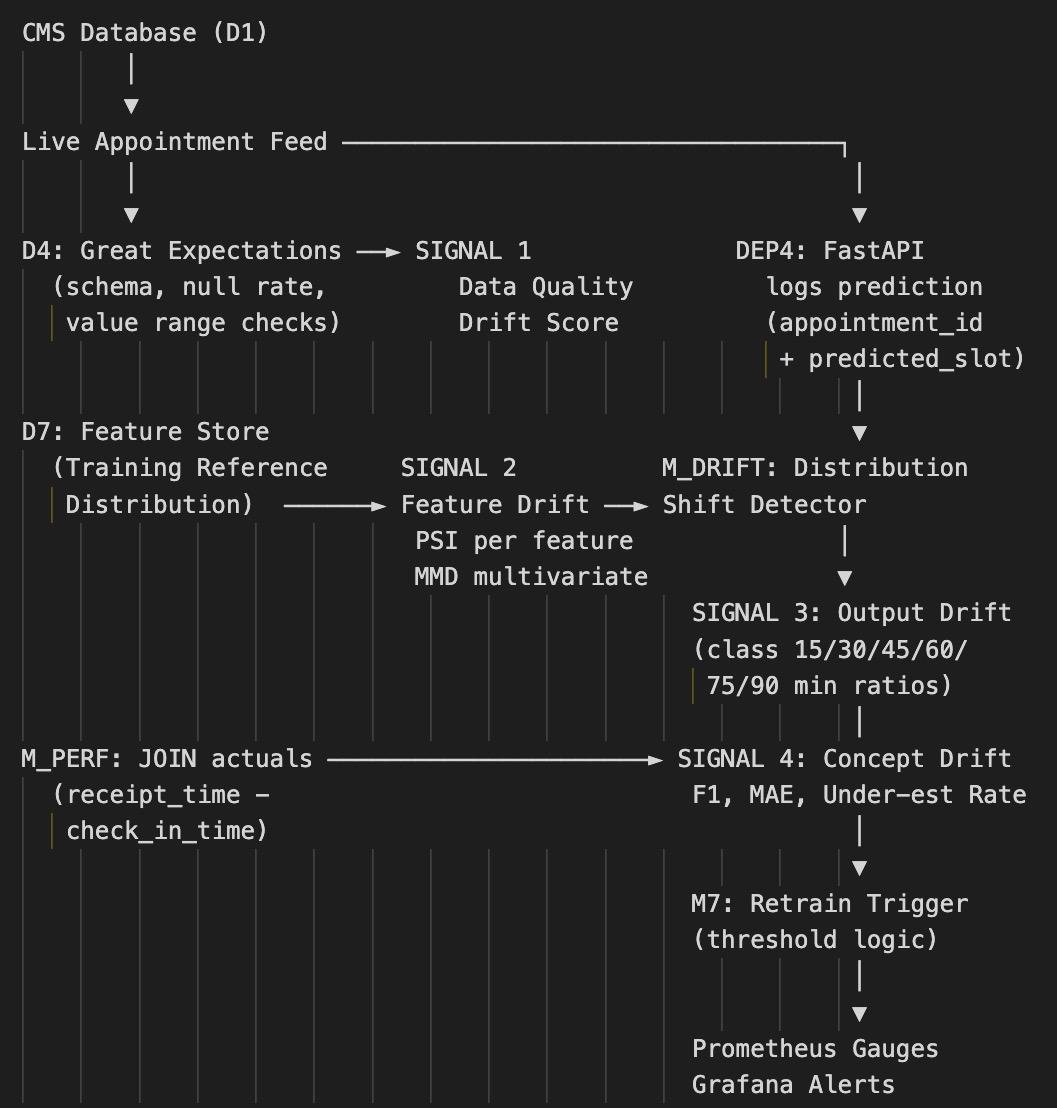 CMS Database (D1)
Live Appointment Feed
D4: Great Expectations
(schema, null rate,
value range checks)
SIGNAL 1
Data Quality
Drift Score
DEP4: FastAPI
logs prediction
(appointment_id
+ predicted_slot)
D7: Feature Store
(Training Reference
Distribution)
SIGNAL 2
Feature Drift
PSI per feature
MMD multivariate
M_DRIFT: Distribution
Shift Detector
SIGNAL 3: Output Drift
(class 15/30/45/60/
75/90 min ratios)
M_PERF: JOIN actuals
(receipt_time −
check_in_time)
SIGNAL 4: Concept Drift
F1, MAE, Under-est Rate
M7: Retrain Trigger
(threshold logic)
Prometheus Gauges
Grafana Alerts